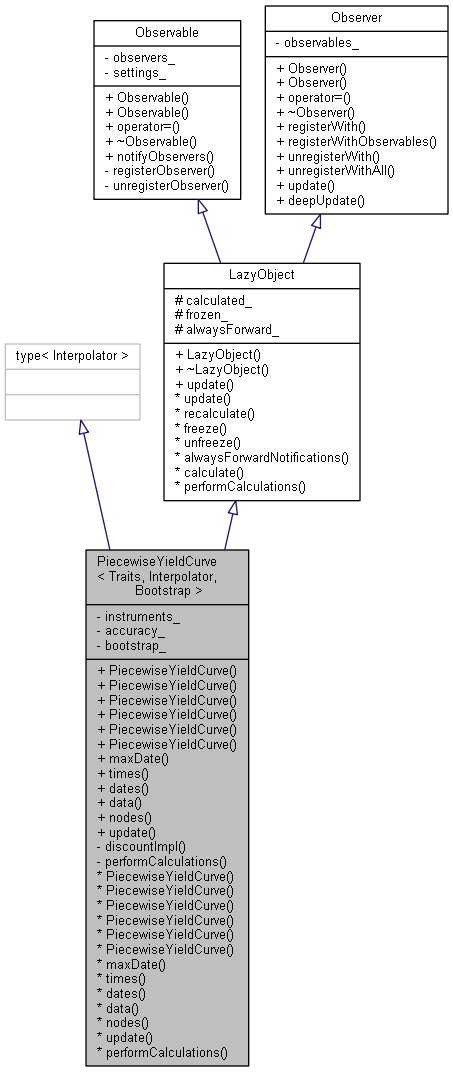 Observable
- observers_
- settings_
+ Observable()
+ Observable()
+ operator=()
+ ~Observable()
+ notifyObservers()
- registerObserver()
- unregisterObserver()
Observer
- observables_
+ Observer()
+ Observer()
+ operator=()
+ ~Observer()
+ registerWith()
+ registerWithObservables()
+ unregisterWith()
+ unregisterWithAll()
+ update()
+ deepUpdate()
LazyObject
# calculated_
# frozen_
# alwaysForward_
+ LazyObject()
+ ~LazyObject()
+ update()
* update()
* recalculate()
* freeze()
* unfreeze()
* alwaysForwardNotifications()
* calculate()
* performCalculations()
type< Interpolator >
PiecewiseYieldCurve
< Traits, Interpolator,
Bootstrap >
- instruments_
- accuracy_
- bootstrap_
+ PiecewiseYieldCurve()
+ PiecewiseYieldCurve()
+ PiecewiseYieldCurve()
+ PiecewiseYieldCurve()
+ PiecewiseYieldCurve()
+ PiecewiseYieldCurve()
+ maxDate()
+ times()
+ dates()
+ data()
+ nodes()
+ update()
- discountImpl()
- performCalculations()
* PiecewiseYieldCurve()
* PiecewiseYieldCurve()
* PiecewiseYieldCurve()
* PiecewiseYieldCurve()
* PiecewiseYieldCurve()
* PiecewiseYieldCurve()
* maxDate()
* times()
* dates()
* data()
* nodes()
* update()
* performCalculations()